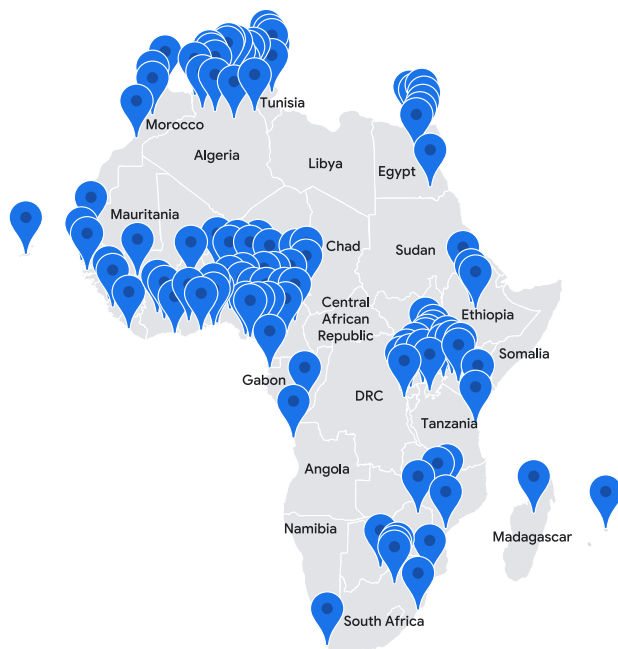 Tunisia
Morocco
Algeria
Libya
Egypt
Mauritania
Chad
Sudan
Central
African
Republic
Ethiopia
Somalia
Gabon
DRC
Tanzania
Angola
Namibia
Madagascar
South Africa